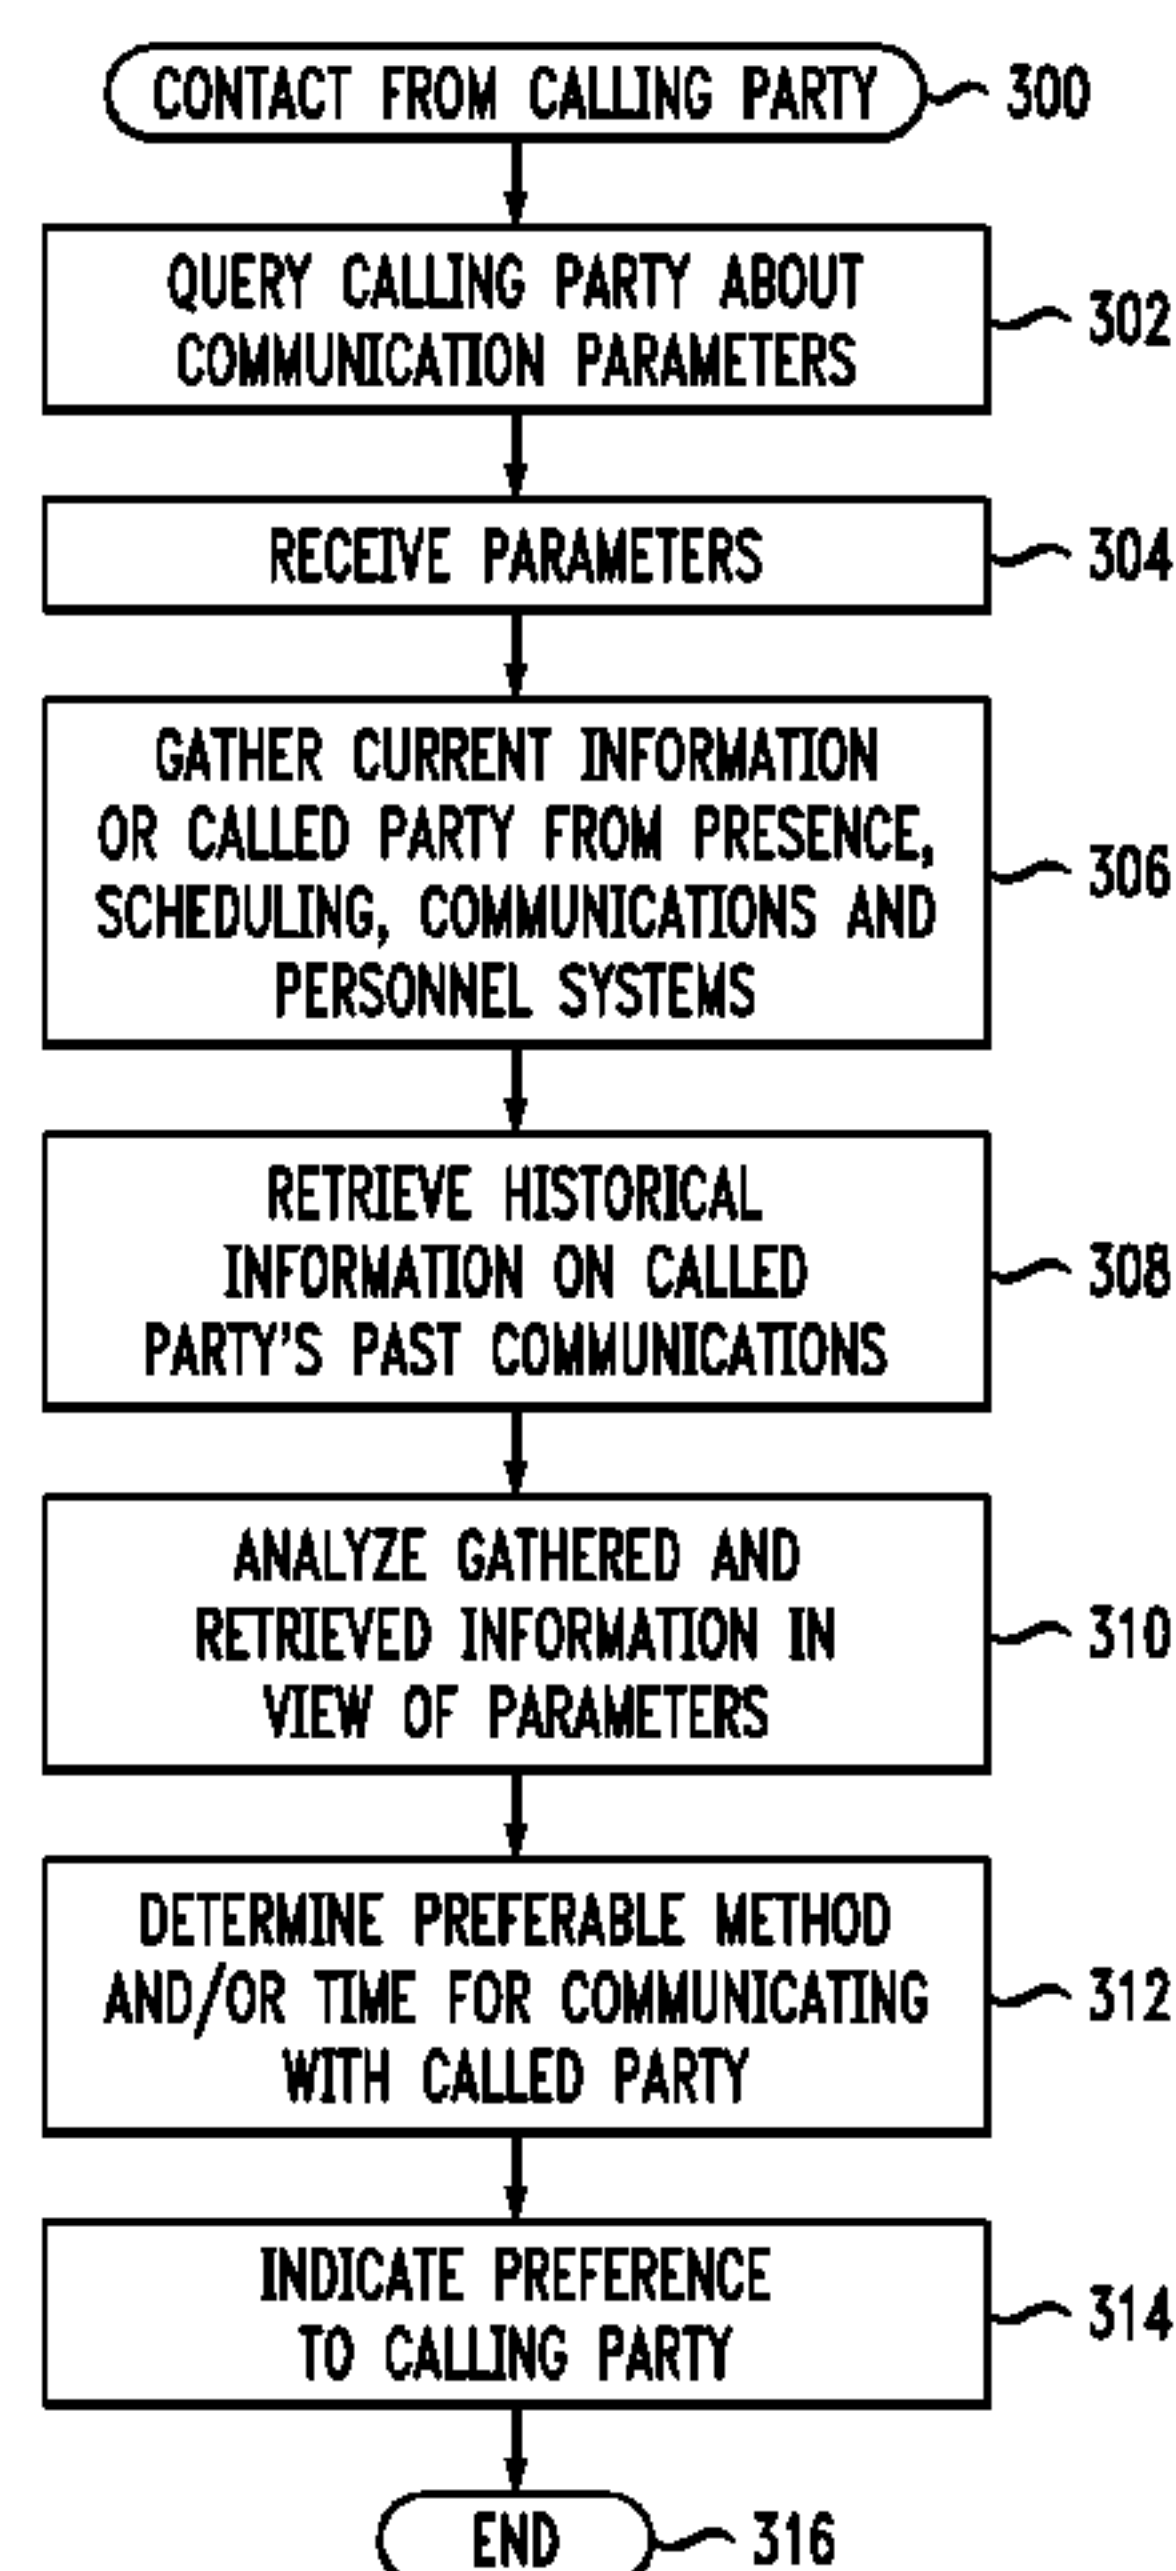 CONTACT FROM CALLING PARTY 300
QUERY CALLING PARTY ABOUT
COMMUNICATION PARAMETERS
302
RECEIVE PARAMETERS 304
GATHER CURRENT INFORMATION
OR CALLED PARTY FROM PRESENCE,
SCHEDULING, COMMUNICATIONS AND
PERSONNEL SYSTEMS
306
RETRIEVE HISTORICAL
INFORMATION ON CALLED
PARTY'S PAST COMMUNICATIONS
308
ANALYZE GATHERED AND
RETRIEVED INFORMATION IN
VIEW OF PARAMETERS
310
DETERMINE PREFERABLE METHOD
AND/OR TIME FOR COMMUNICATING
WITH CALLED PARTY
312
INDICATE PREFERENCE
TO CALLING PARTY
314
END 316